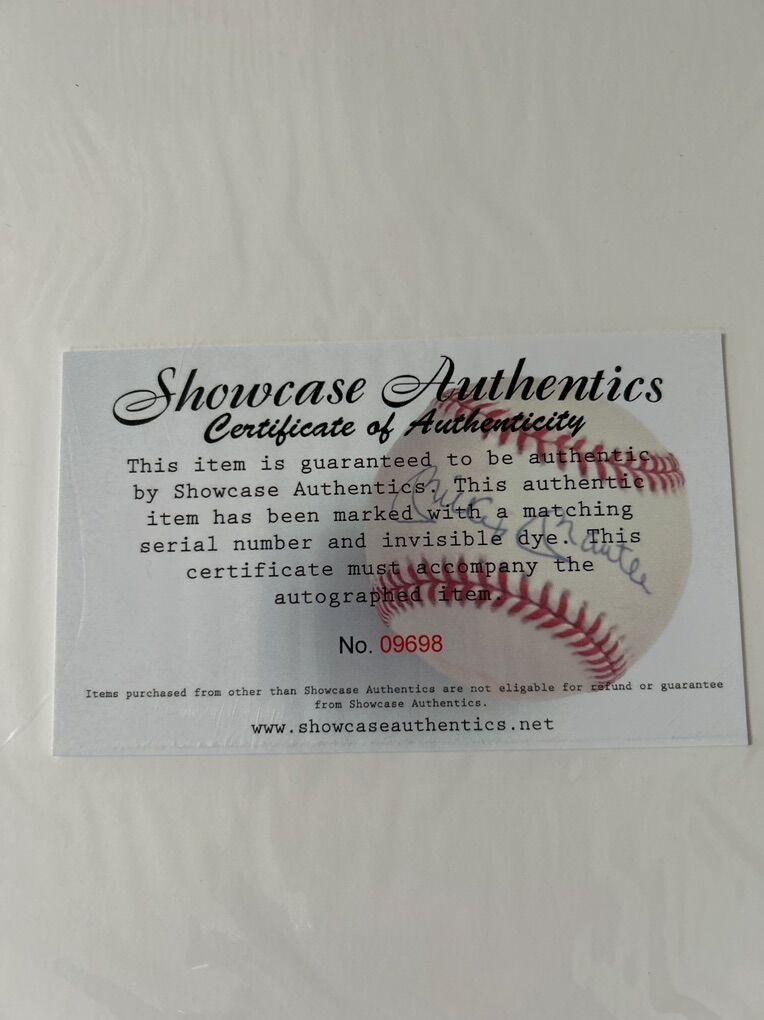 Showcase Authentics
Certificate of Authenticity
This item is guaranteed to be authentic
by Showcase Authentics. This authentic
item has been marked with a matching
serial number and invisible dye. This
certificate must accompany the
autographed item.
Mickey Mantle
No. 09698
Items purchased from other than Showcase Authentics are not eligable for refund or guarantee
from Showcase Authentics.
www.showcaseauthentics.net